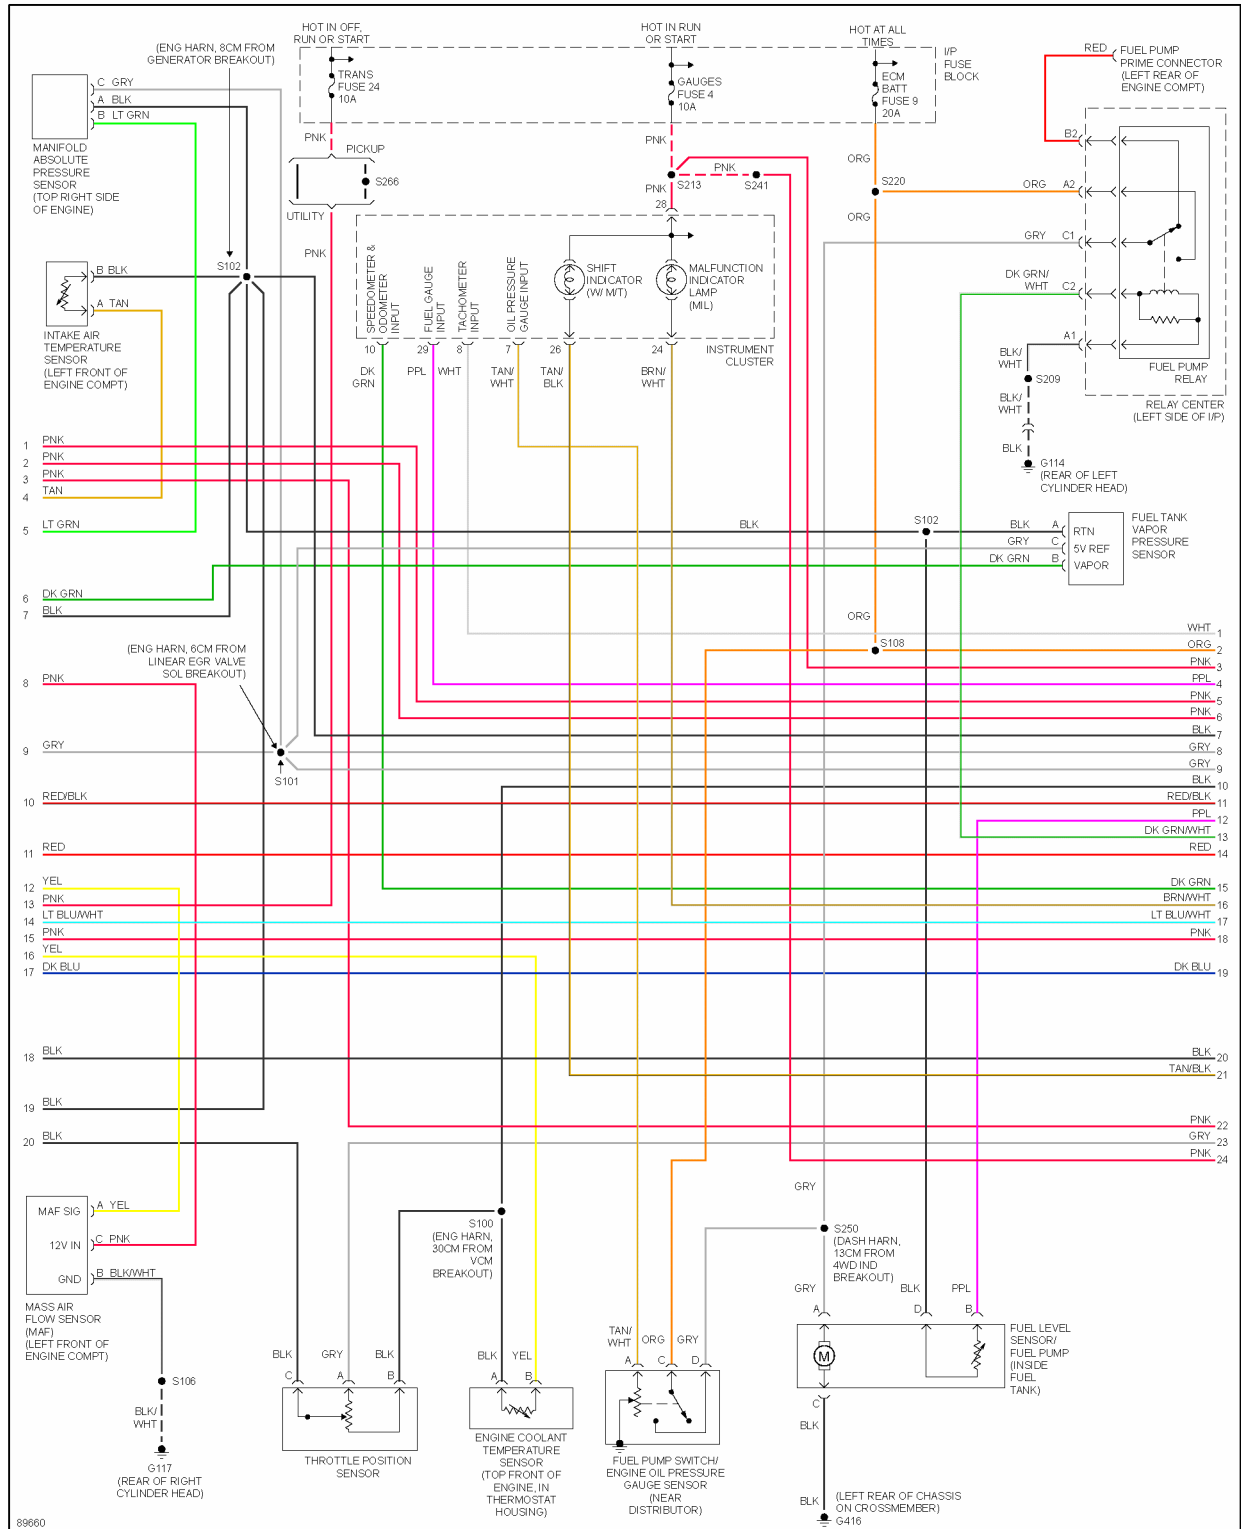 HOT IN OFF,
RUN OR START
HOT IN RUN
OR START
HOT AT ALL
TIMES
(ENG HARN, 8CM FROM
GENERATOR BREAKOUT)
I/P
FUSE
BLOCK
TRANS
FUSE 24
10A
GAUGES
FUSE 4
10A
ECM
BATT
FUSE 9
20A
RED
FUEL PUMP
PRIME CONNECTOR
(LEFT REAR OF
ENGINE COMPT)
C GRY
A BLK
B LT GRN
MANIFOLD
ABSOLUTE
PRESSURE
SENSOR
(TOP RIGHT SIDE
OF ENGINE)
PNK
PICKUP
S266
UTILITY
PNK
PNK
PNK
S213
S241
PNK
28
ORG
S220
ORG
B2
ORG A2
GRY C1
DK GRN/
WHT C2
A1
BLK/
WHT
S209
BLK/
WHT
BLK
G114
(REAR OF LEFT
CYLINDER HEAD)
FUEL PUMP
RELAY
RELAY CENTER
(LEFT SIDE OF I/P)
S102
B BLK
A TAN
INTAKE AIR
TEMPERATURE
SENSOR
(LEFT FRONT OF
ENGINE COMPT)
SPEEDOMETER &
ODOMETER
INPUT
FUEL GAUGE
INPUT
TACHOMETER
INPUT
OIL PRESSURE
GAUGE INPUT
SHIFT
INDICATOR
(W/ M/T)
MALFUNCTION
INDICATOR
LAMP
(MIL)
INSTRUMENT
CLUSTER
10 29 8 7 26 24
DK
GRN
PPL
WHT
TAN/
WHT
TAN/
BLK
BRN/
WHT
1 PNK
2 PNK
3 PNK
4 TAN
5 LT GRN
6 DK GRN
7 BLK
8 PNK
9 GRY
10 RED/BLK
11 RED
12 YEL
13 PNK
14 LT BLU/WHT
15 PNK
16 YEL
17 DK BLU
18 BLK
19 BLK
20 BLK
BLK
S102
BLK A
GRY C
DK GRN B
RTN
5V REF
VAPOR
FUEL TANK
VAPOR
PRESSURE
SENSOR
ORG
S108
(ENG HARN, 6CM FROM
LINEAR EGR VALVE
SOL BREAKOUT)
S101
WHT 1
ORG 2
PNK 3
PPL 4
PNK 5
PNK 6
BLK 7
GRY 8
GRY 9
BLK 10
RED/BLK 11
PPL 12
DK GRN/WHT 13
RED 14
DK GRN 15
BRN/WHT 16
LT BLU/WHT 17
PNK 18
DK BLU 19
BLK 20
TAN/BLK 21
PNK 22
GRY 23
PNK 24
MAF SIG
12V IN
GND
A YEL
C PNK
B BLK/WHT
MASS AIR
FLOW SENSOR
(MAF)
(LEFT FRONT OF
ENGINE COMPT)
S106
BLK/
WHT
G117
(REAR OF RIGHT
CYLINDER HEAD)
S100
(ENG HARN,
30CM FROM
VCM
BREAKOUT)
BLK
C
GRY
A
BLK
B
THROTTLE POSITION
SENSOR
BLK
A
YEL
B
ENGINE COOLANT
TEMPERATURE
SENSOR
(TOP FRONT OF
ENGINE, IN
THERMOSTAT
HOUSING)
TAN/
WHT
A
ORG
C
GRY
D
FUEL PUMP SWITCH/
ENGINE OIL PRESSURE
GAUGE SENSOR
(NEAR
DISTRIBUTOR)
GRY
S250
(DASH HARN,
13CM FROM
4WD IND
BREAKOUT)
GRY
A
BLK
D
PPL
B
M
FUEL LEVEL
SENSOR/
FUEL PUMP
(INSIDE
FUEL
TANK)
C
BLK
BLK
(LEFT REAR OF CHASSIS
ON CROSSMEMBER)
G416
89660